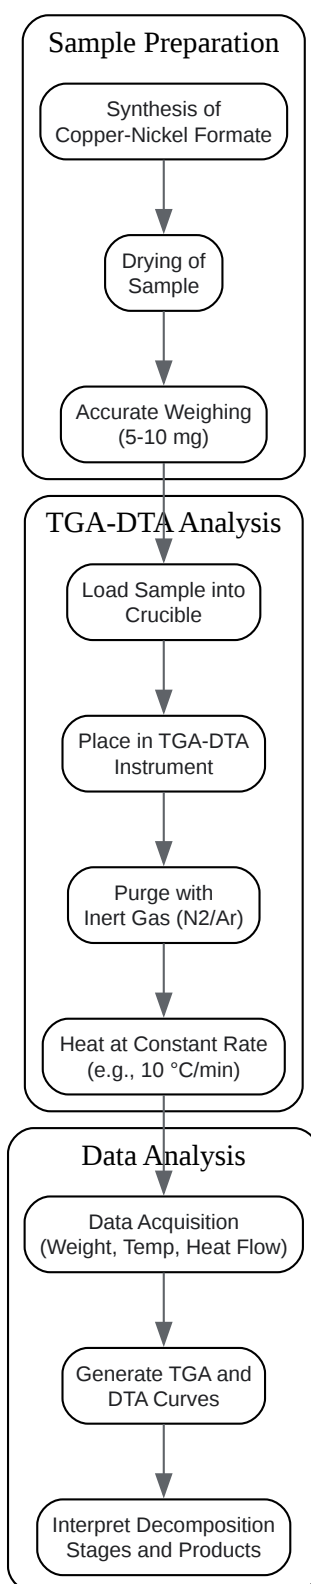 Sample Preparation
Synthesis of
Copper-Nickel Formate
Drying of
Sample
Accurate Weighing
(5-10 mg)
TGA-DTA Analysis
Load Sample into
Crucible
Place in TGA-DTA
Instrument
Purge with
Inert Gas (N2/Ar)
Heat at Constant Rate
(e.g., 10 °C/min)
Data Analysis
Data Acquisition
(Weight, Temp, Heat Flow)
Generate TGA and
DTA Curves
Interpret Decomposition
Stages and Products